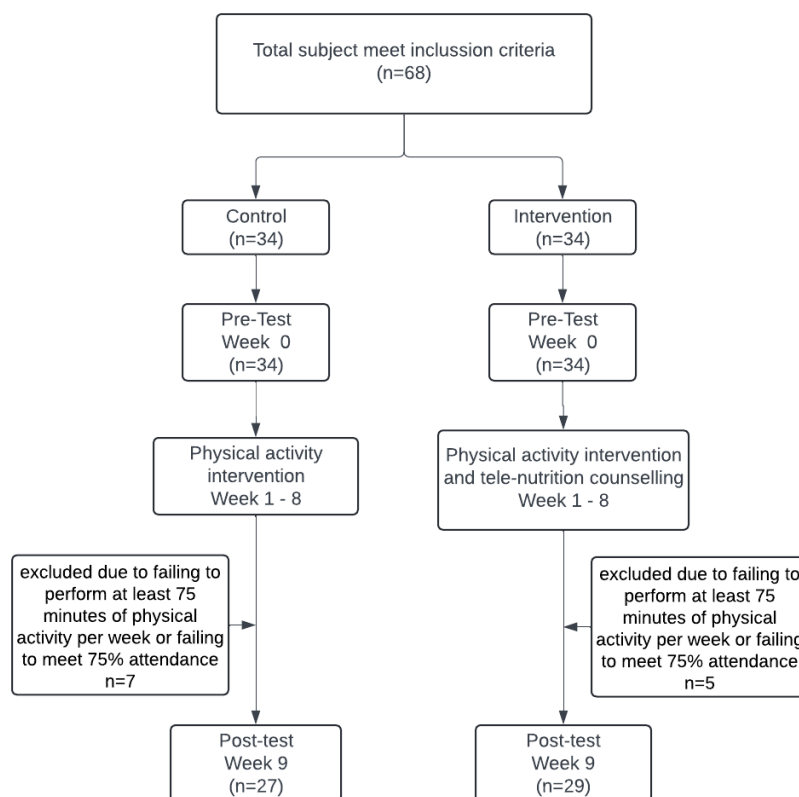 Total subject meet inclussion criteria
(n=68)
Control
(n=34)
Intervention
(n=34)
Pre-Test
Week  0
(n=34)
Pre-Test
Week  0
(n=34)
Physical activity
intervention
Week 1 - 8
Physical activity intervention
and tele-nutrition counselling
Week 1 - 8
excluded due to failing to
perform at least 75
minutes of physical
activity per week or failing
to meet 75% attendance
n=7
excluded due to failing to
perform at least 75
minutes of physical
activity per week or failing
to meet 75% attendance
n=5
Post-test
Week 9
(n=27)
Post-test
Week 9
(n=29)